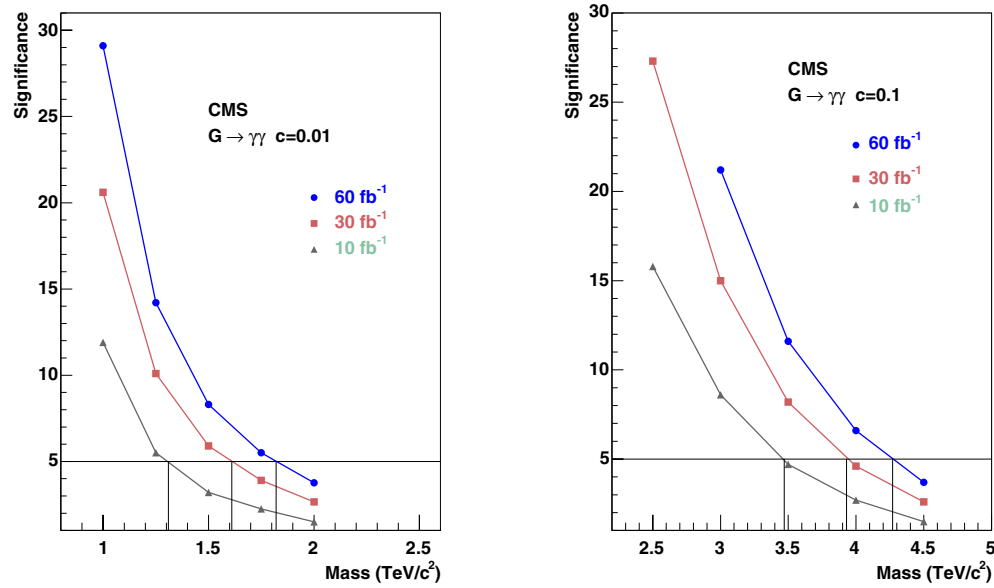 Significance
30
25
20
15
10
5
1
1.5
2
2.5
Mass (TeV/c²)
CMS
G → γγ c=0.01
60 fb⁻¹
30 fb⁻¹
10 fb⁻¹
Significance
30
25
20
15
10
5
2.5
3
3.5
4
4.5
5
Mass (TeV/c²)
CMS
G → γγ c=0.1
60 fb⁻¹
30 fb⁻¹
10 fb⁻¹